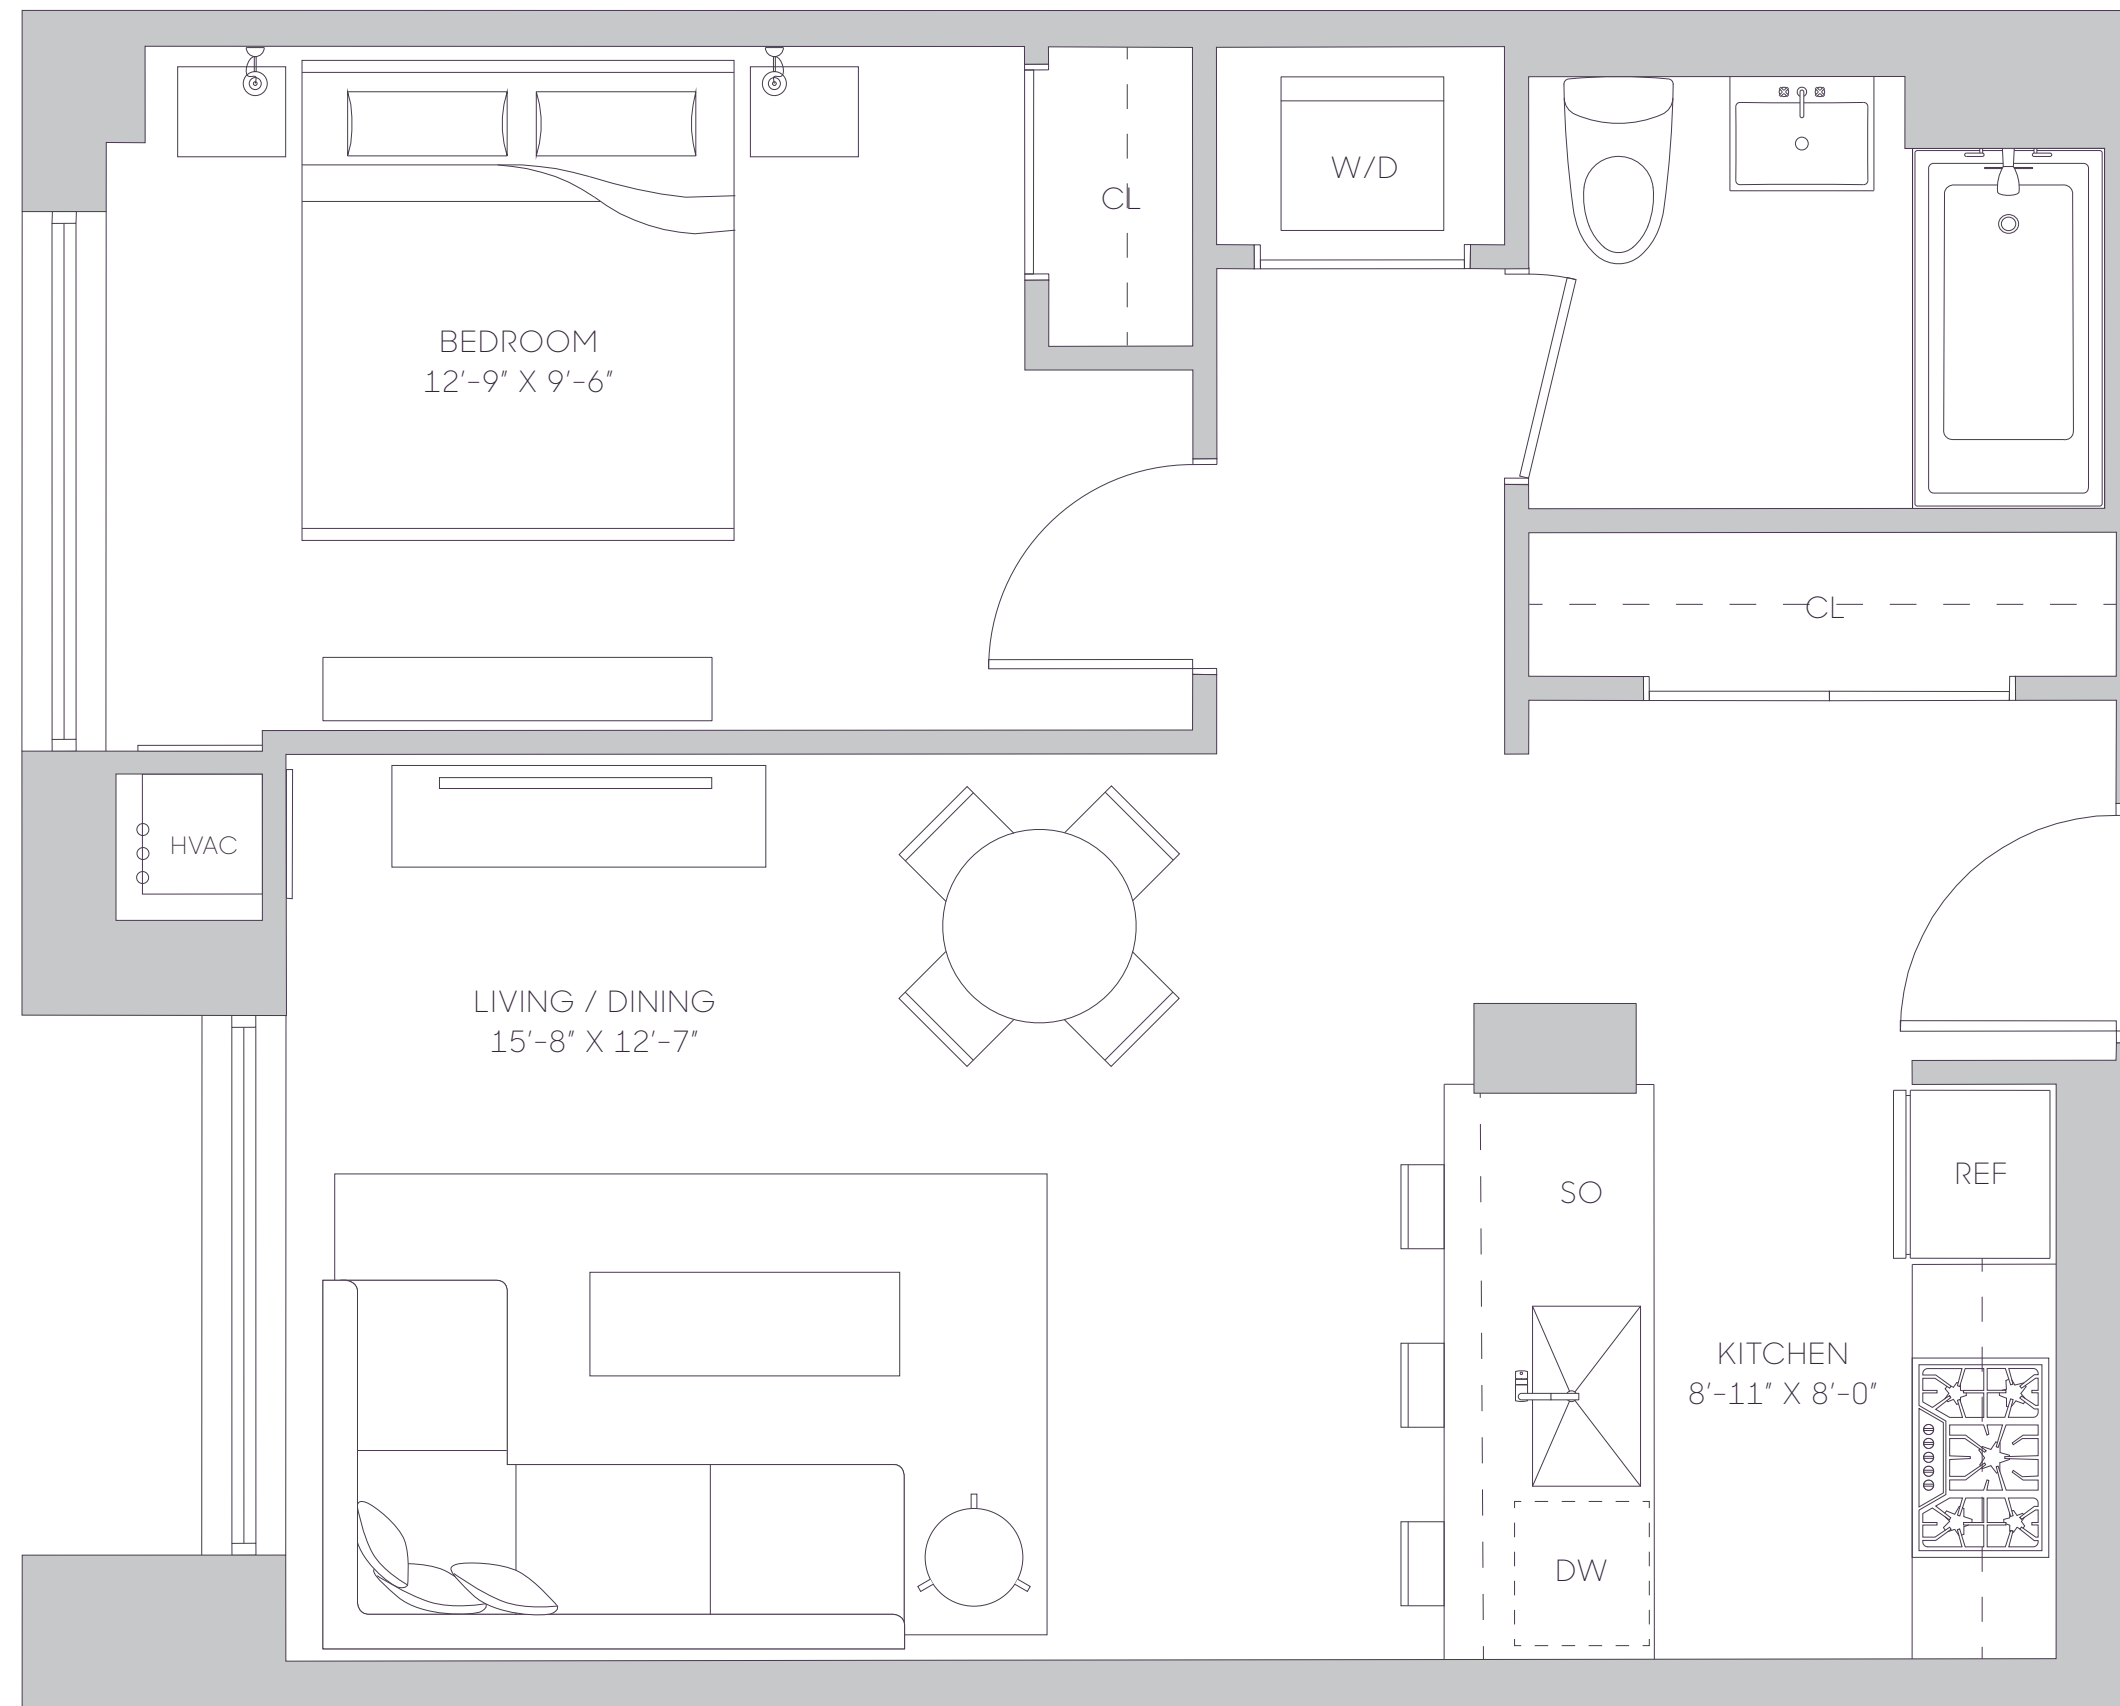 W/D
CL
BEDROOM
12'-9" X 9'-6"
CL
HVAC
LIVING / DINING
15'-8" X 12'-7"
REF
SO
KITCHEN
8'-11" X 8'-0"
DW